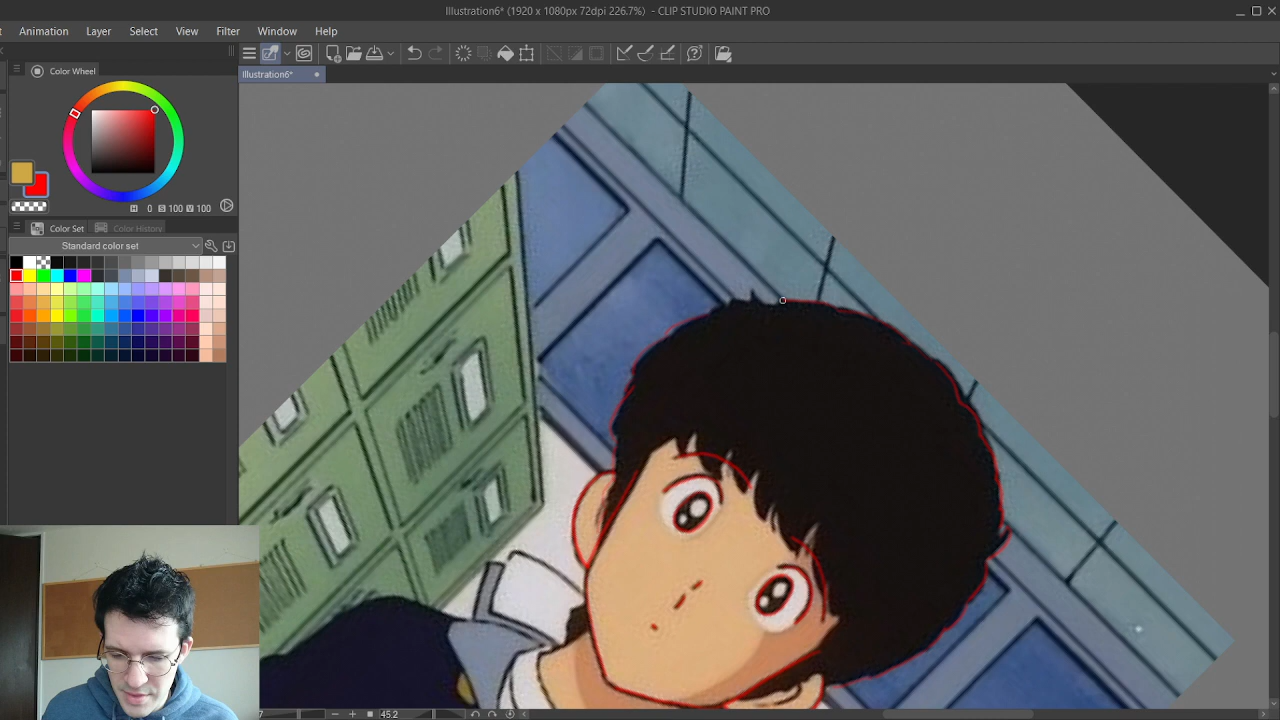 Illustration6* (1920 x 1080px 72dpi 226.7%) - CLIP STUDIO PAINT PRO
Animation Layer Select View Filter Window Help
Illustration6*
Color Wheel
H 0 S 100 V 100
Color Set Color History
Standard color set
7 45.2